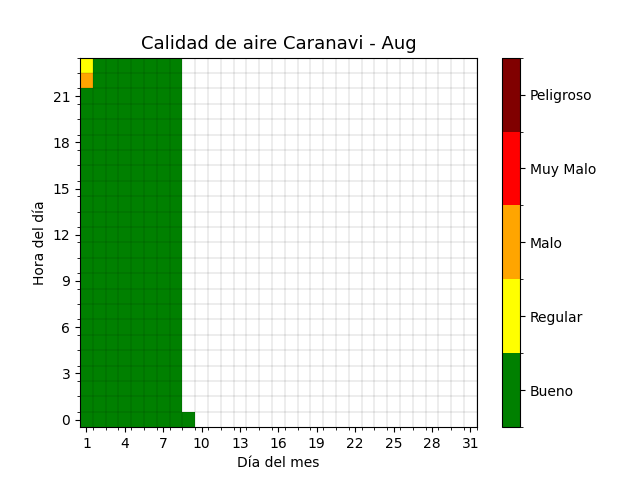 Calidad de aire Caranavi - Aug
Hora del día
21
18
15
12
9
6
3
0
1 4 7 10 13 16 19 22 25 28 31
Día del mes
Peligroso
Muy Malo
Malo
Regular
Bueno